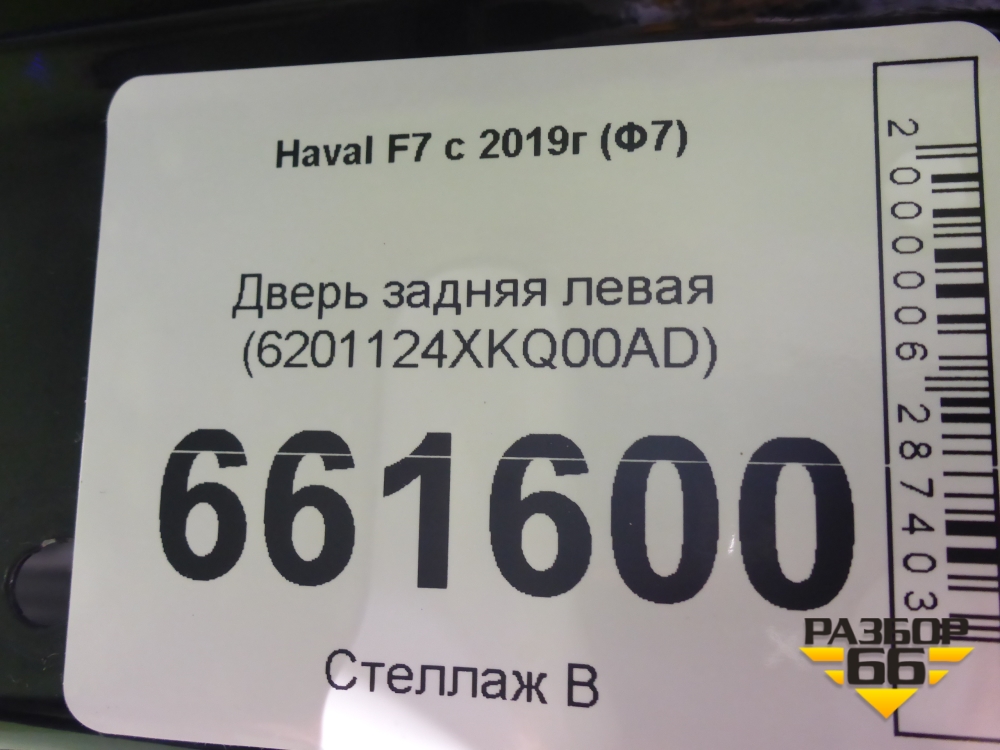 Haval F7 с 2019г (Ф7)
Дверь задняя левая
(6201124XKQ00AD)
661600
Стеллаж В
2000006287403
РАЗБОР
66